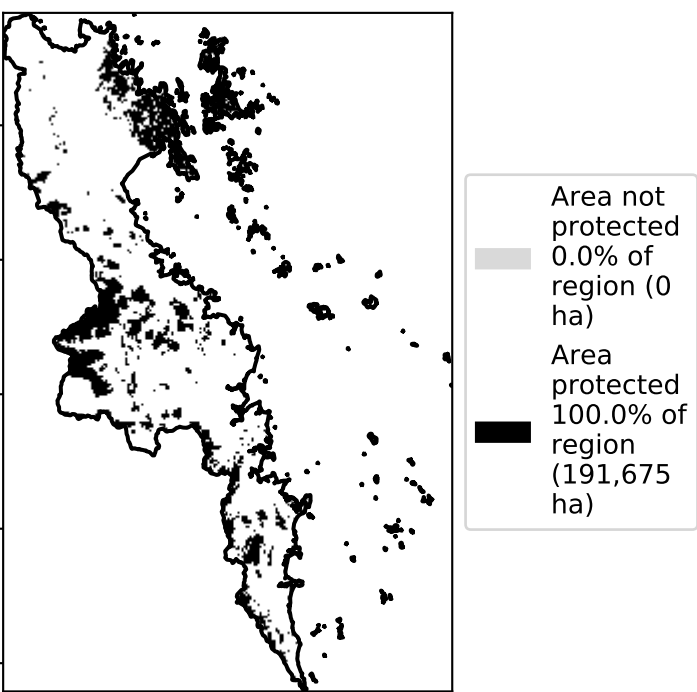 Area not
protected
0.0% of
region (0
ha)
Area
protected
100.0% of
region
(191,675
ha)